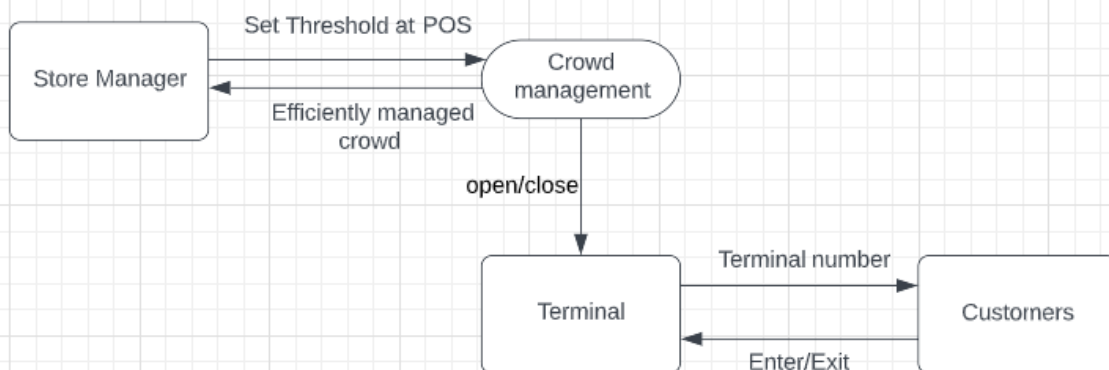 Set Threshold at POS
Store Manager
Crowd
management
Efficiently managed
crowd
open/close
Terminal number
Terminal
Customers
Enter/Exit